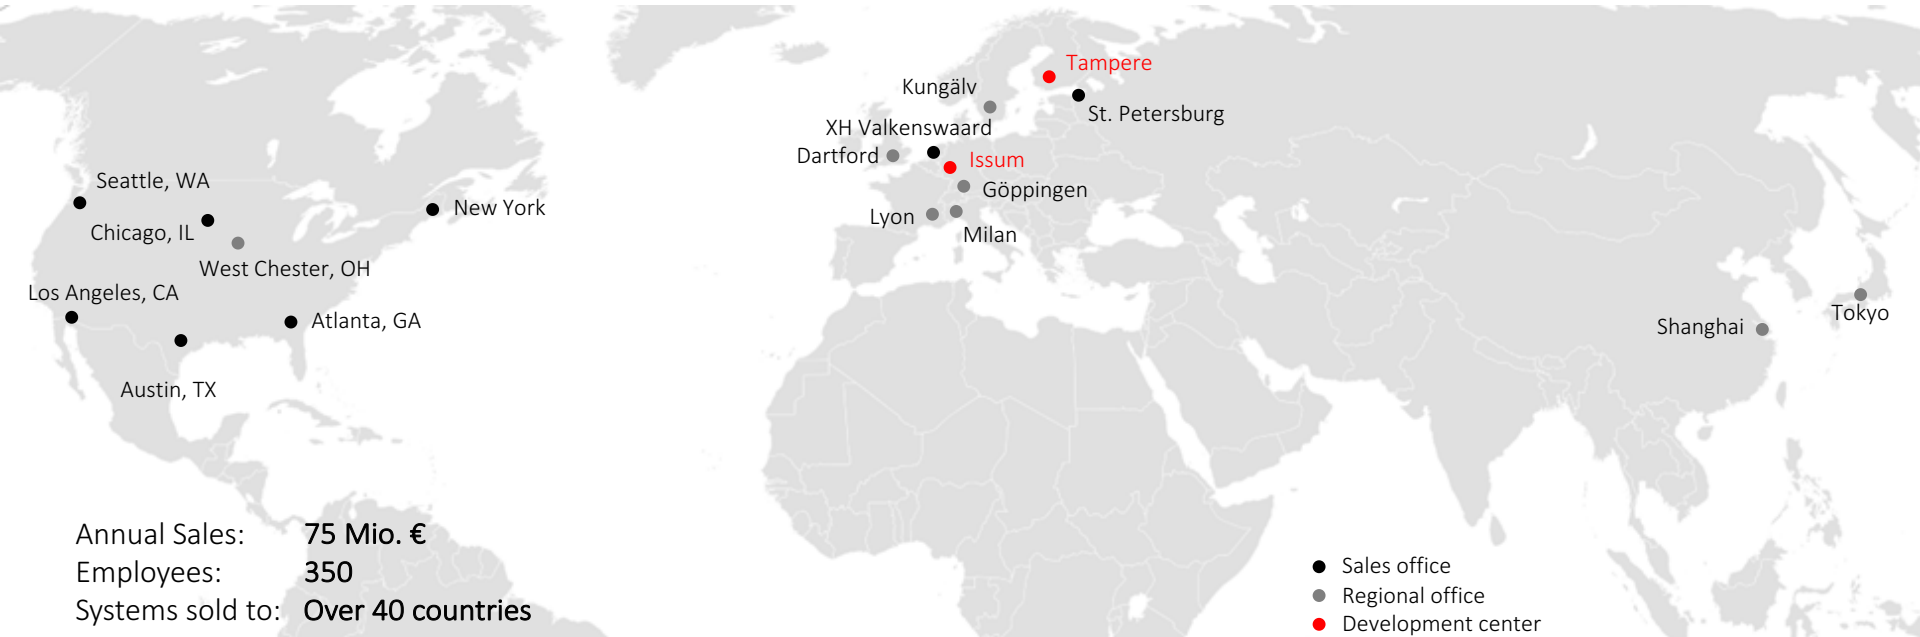 Tampere
Kungälv
St. Petersburg
XH Valkenswaard
Dartford
Issum
Göppingen
Lyon
Milan
Seattle, WA
New York
Chicago, IL
West Chester, OH
Los Angeles, CA
Atlanta, GA
Austin, TX
Shanghai
Tokyo
Annual Sales: 75 Mio. €
Employees: 350
Systems sold to: Over 40 countries
Sales office
Regional office
Development center